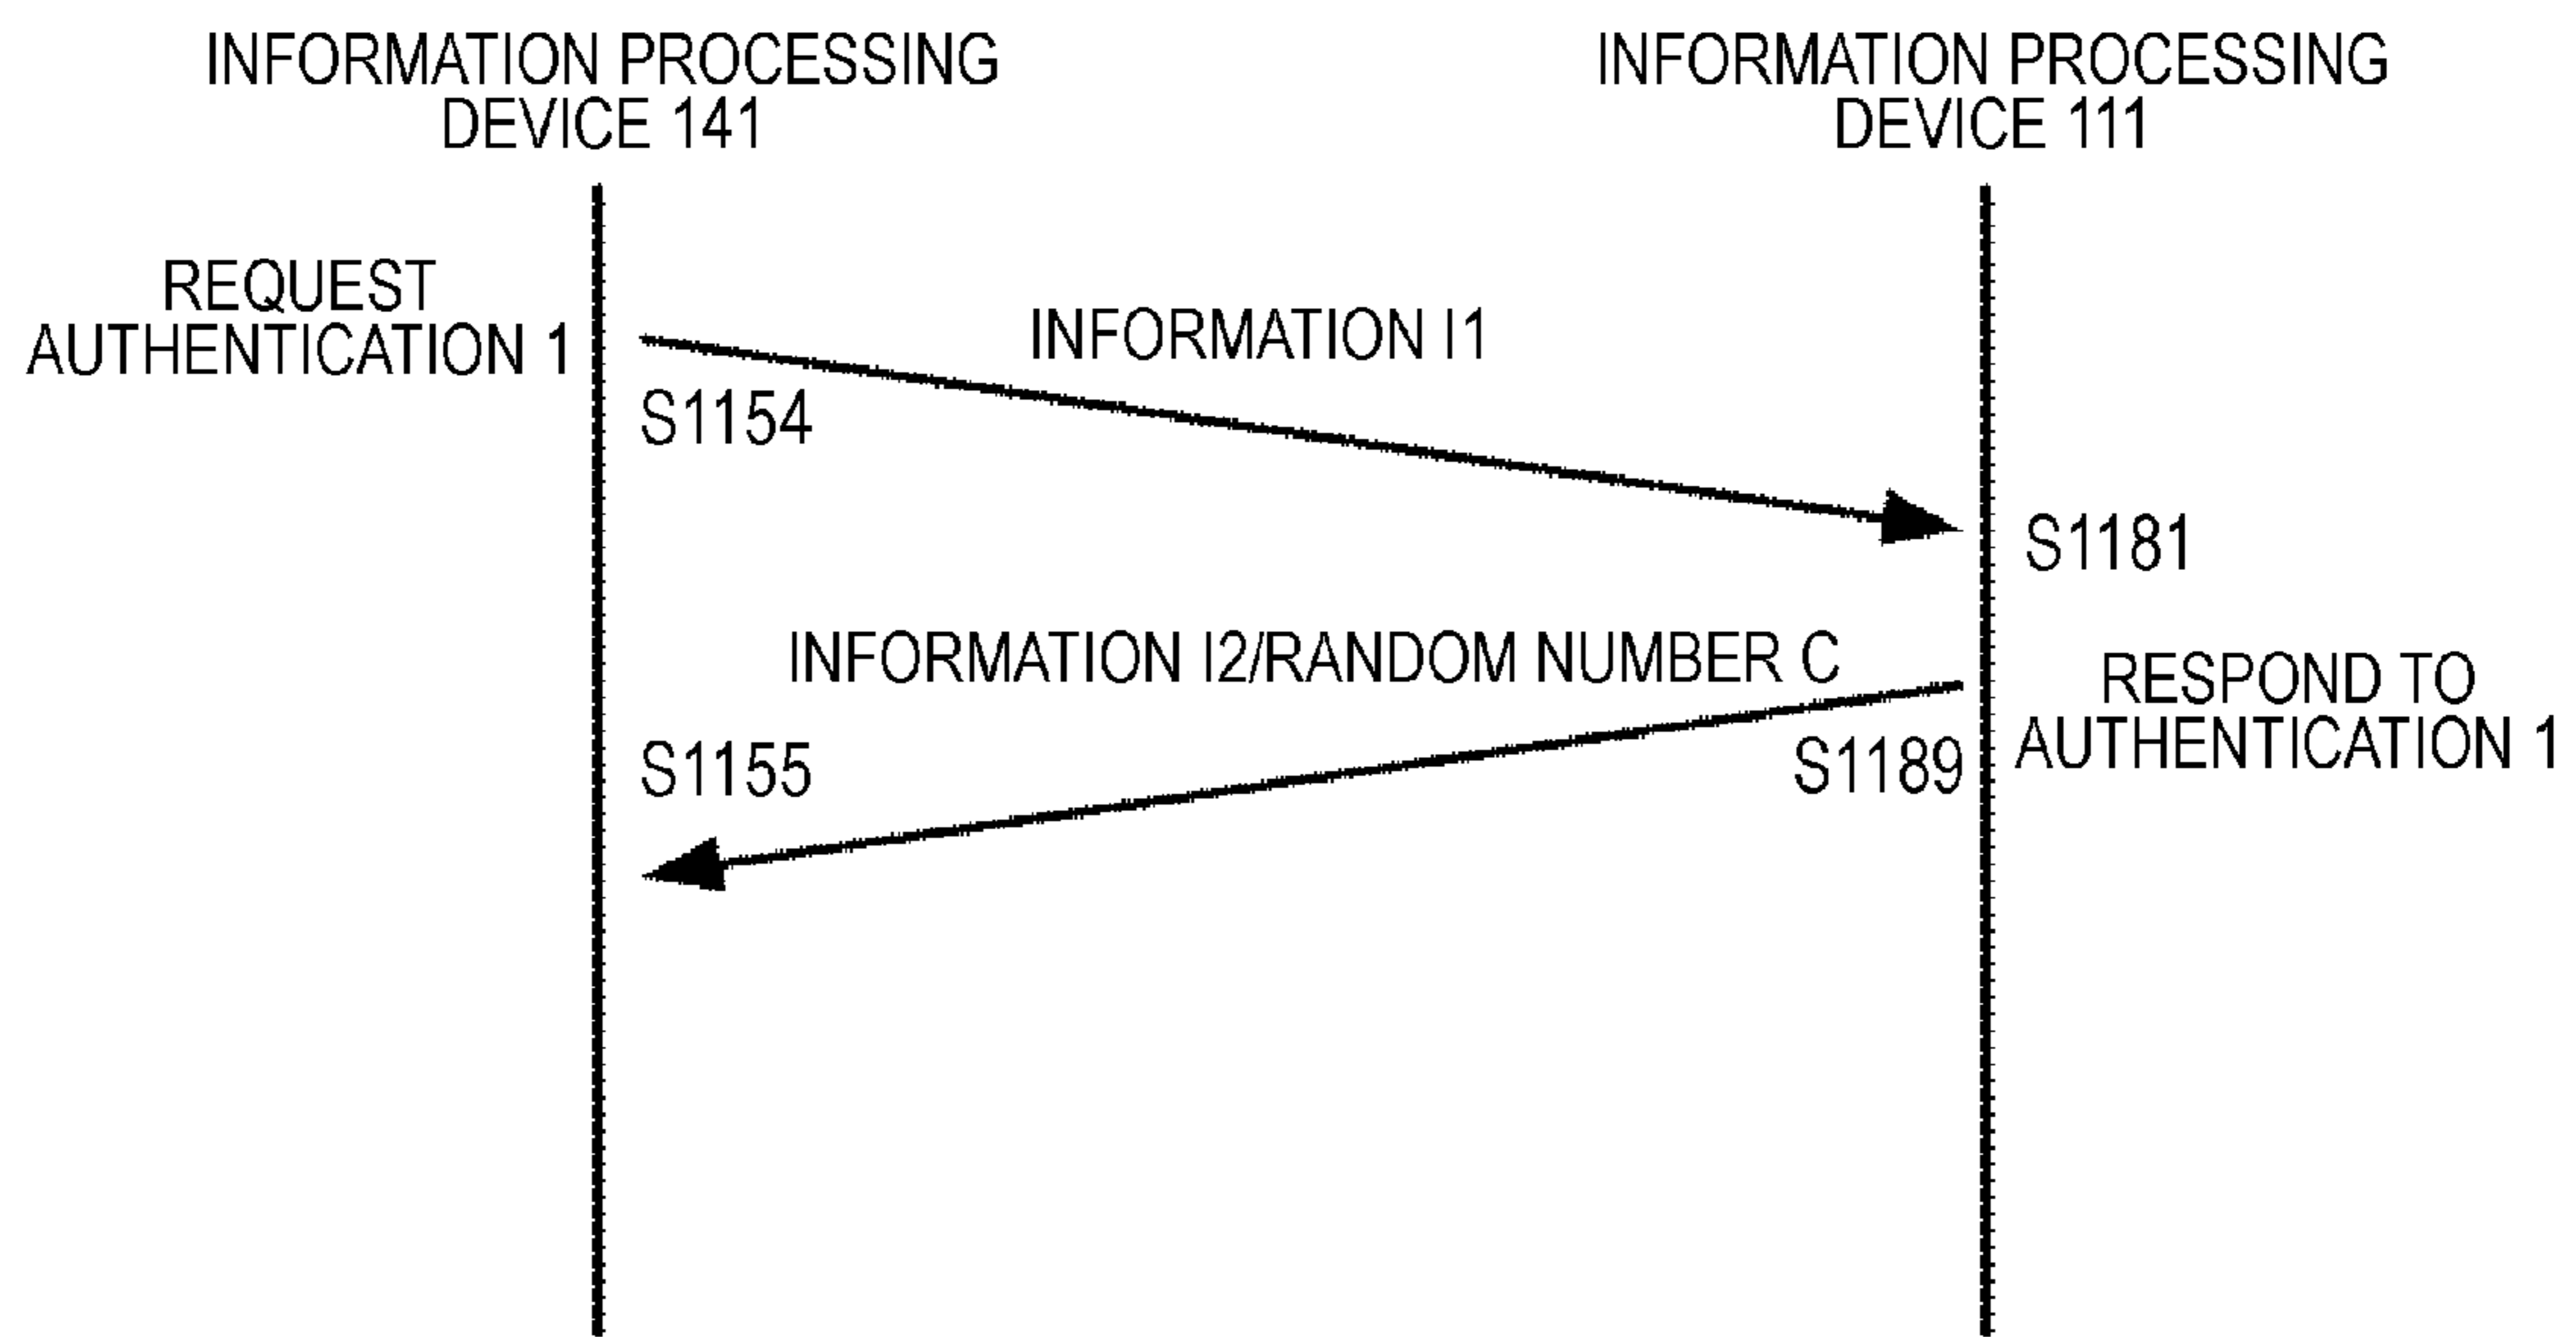 INFORMATION PROCESSING
DEVICE 141
INFORMATION PROCESSING
DEVICE 111
REQUEST
AUTHENTICATION 1
INFORMATION I1
S1154
S1181
INFORMATION I2/RANDOM NUMBER C
RESPOND TO
AUTHENTICATION 1
S1155
S1189